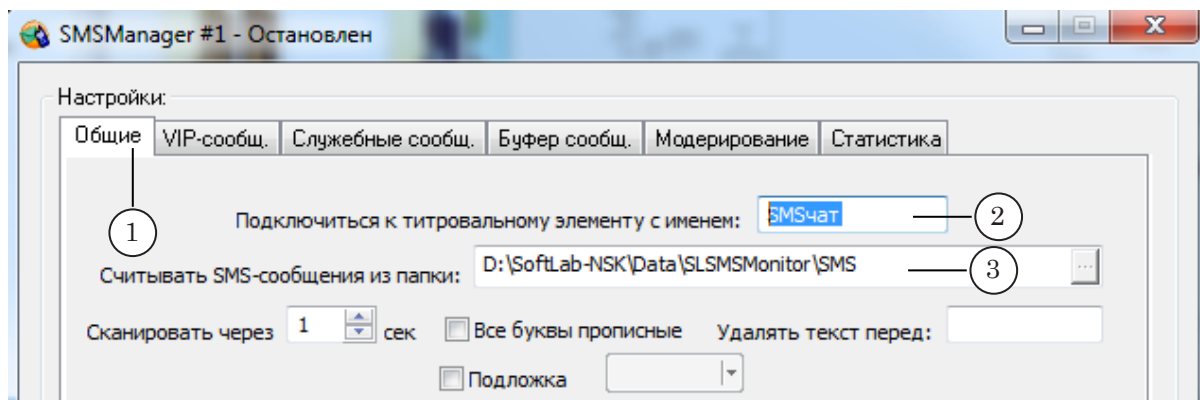 SMSManager #1 - Остановлен
Настройки:
Общие VIP-сообщ. Служебные сообщ. Буфер сообщ. Модерирование Статистика
1
Подключиться к титровальному элементу с именем: SMSчат 2
Считывать SMS-сообщения из папки: D:\SoftLab-NSK\Data\SLSMSMonitor\SMS 3 ...
Сканировать через 1 сек Все буквы прописные Удалять текст перед:
Подложка